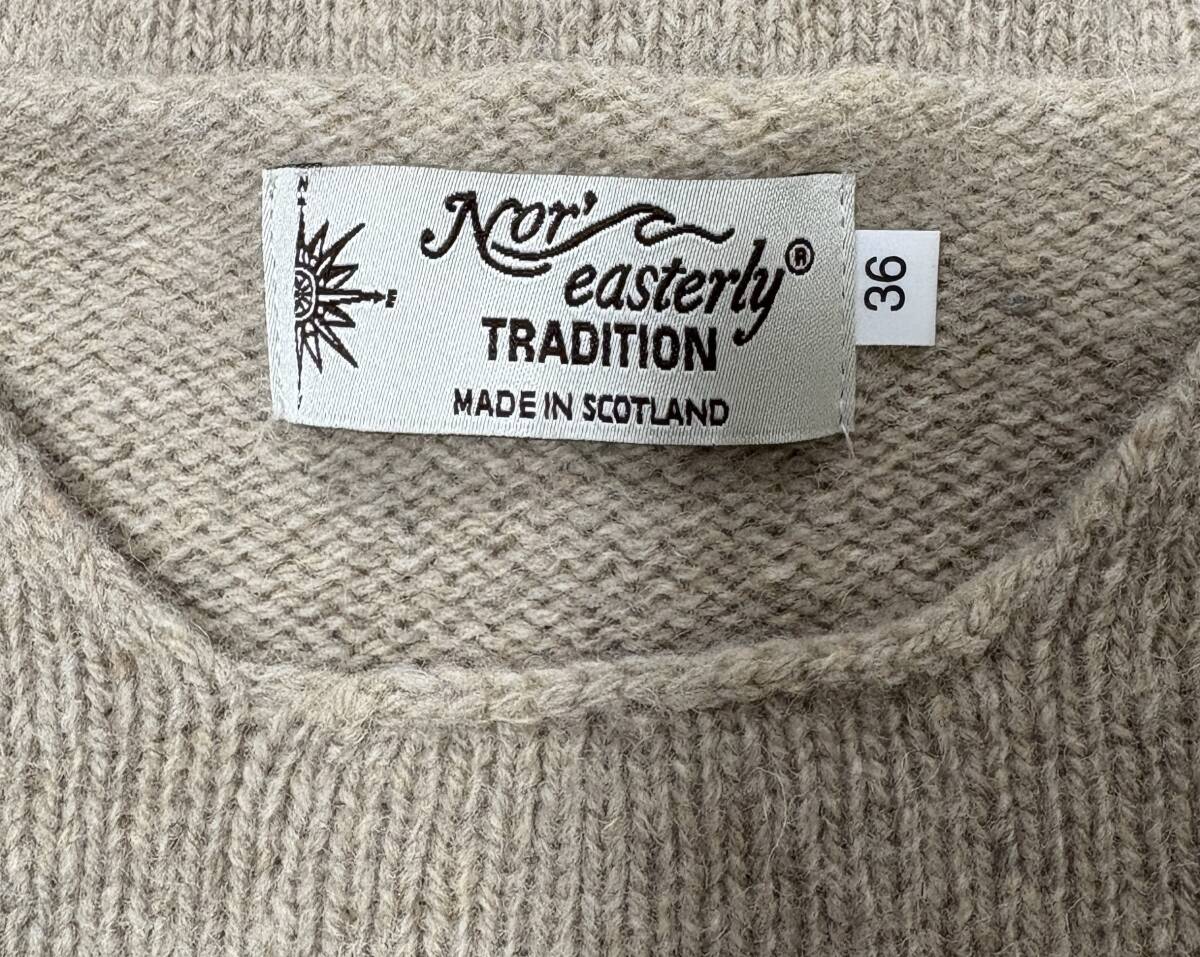 N
E
Nor'
easterly®
TRADITION
MADE IN SCOTLAND
36